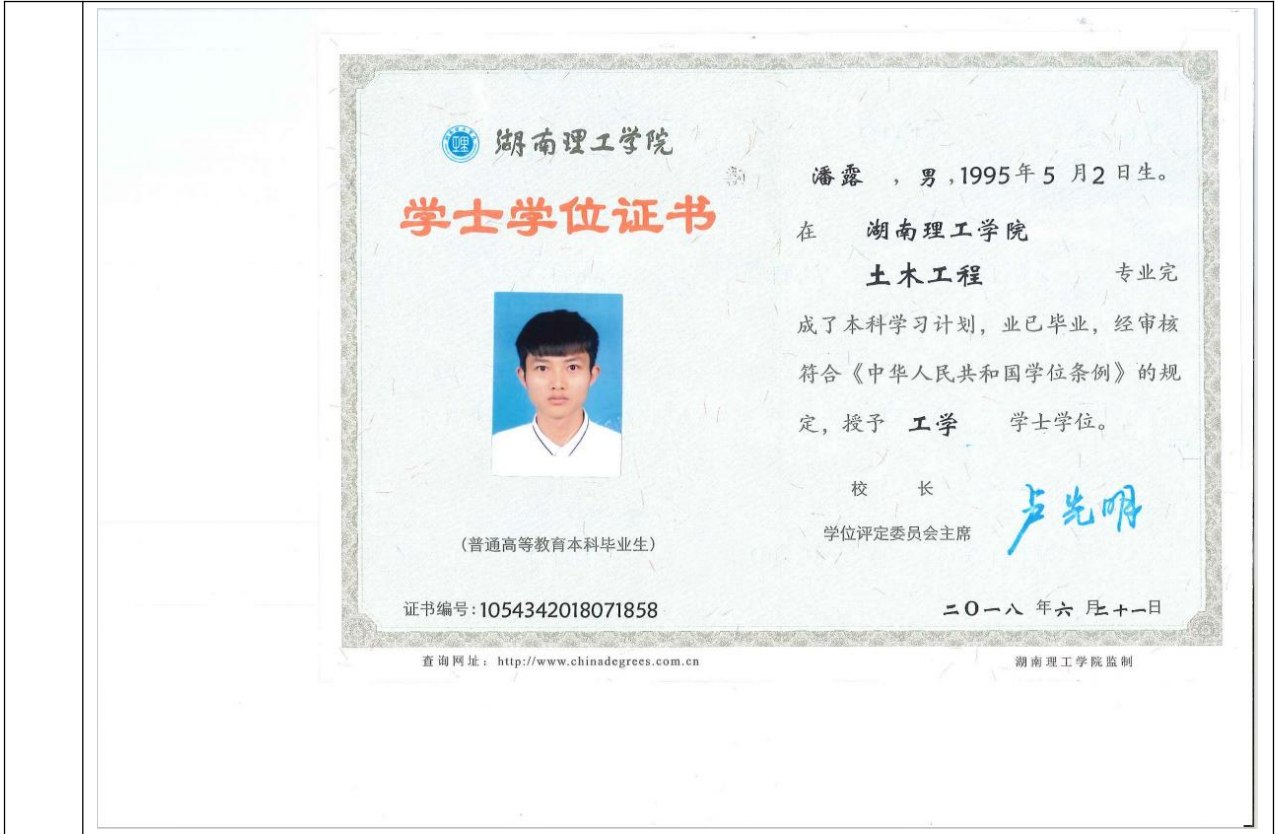 湖南理工学院
学士学位证书
(普通高等教育本科毕业生)
证书编号:1054342018071858
潘露 , 男 ,1995年 5 月2 日生。
在 湖南理工学院
土木工程 专业完
成了本科学习计划，业已毕业，经审核
符合《中华人民共和国学位条例》的规
定，授予 工学 学士学位。
校 长
学位评定委员会主席
卢先明
二〇一八 年六 月二十一日
查询网址：http://www.chinadegrees.com.cn
湖南理工学院监制